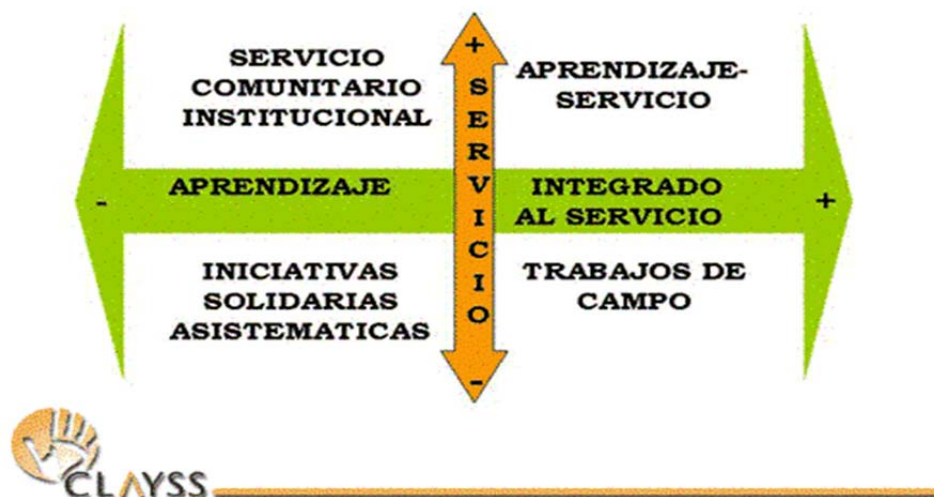 SERVICIO
COMUNITARIO
INSTITUCIONAL
+
SERVICIO
-
APRENDIZAJE-
SERVICIO
-
APRENDIZAJE
INTEGRADO
AL SERVICIO
+
INICIATIVAS
SOLIDARIAS
ASISTEMATICAS
TRABAJOS DE
CAMPO
CLAYSS